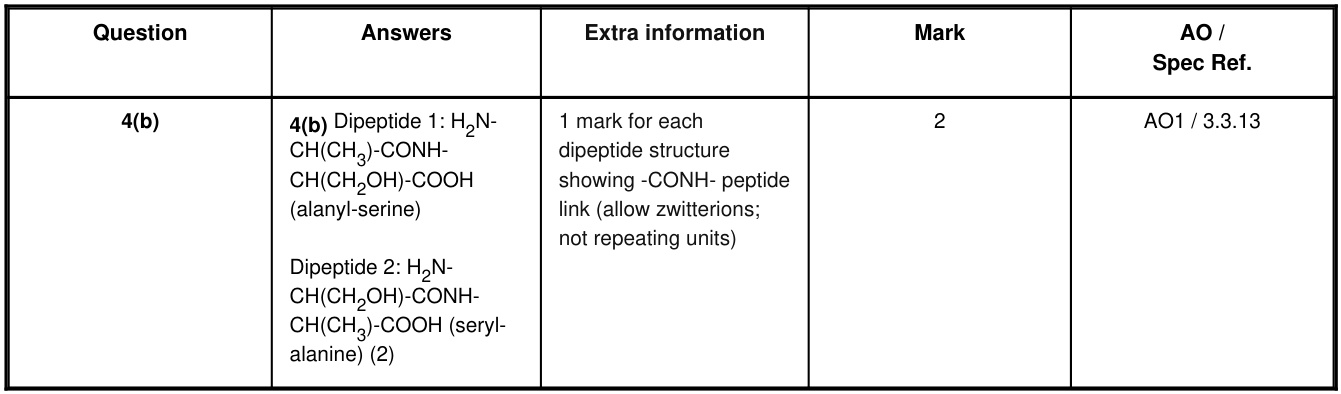 Question Answers Extra information Mark AO /
Spec Ref.
4(b)
4(b) Dipeptide 1: H₂N-
CH(CH₃)-CONH-
CH(CH₂OH)-COOH
(alanyl-serine)
Dipeptide 2: H₂N-
CH(CH₂OH)-CONH-
CH(CH₃)-COOH (seryl-
alanine) (2)
1 mark for each
dipeptide structure
showing -CONH- peptide
link (allow zwitterions;
not repeating units)
2
AO1 / 3.3.13